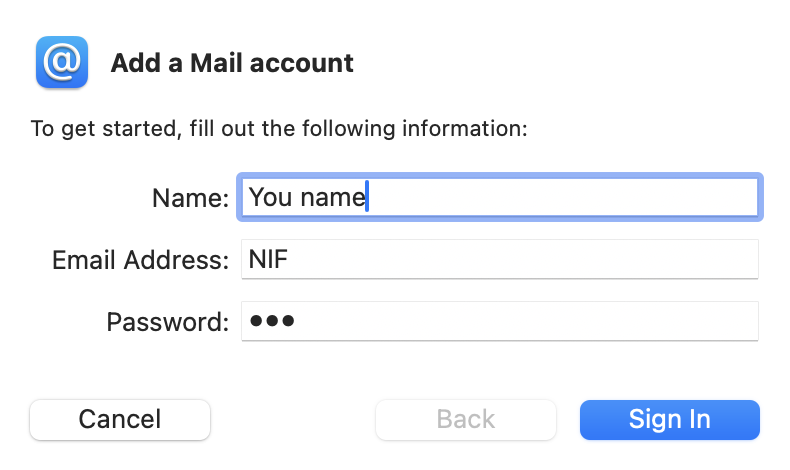 Add a Mail account
To get started, fill out the following information:
Name: You name
Email Address: NIF
Password: •••
Cancel Back Sign In